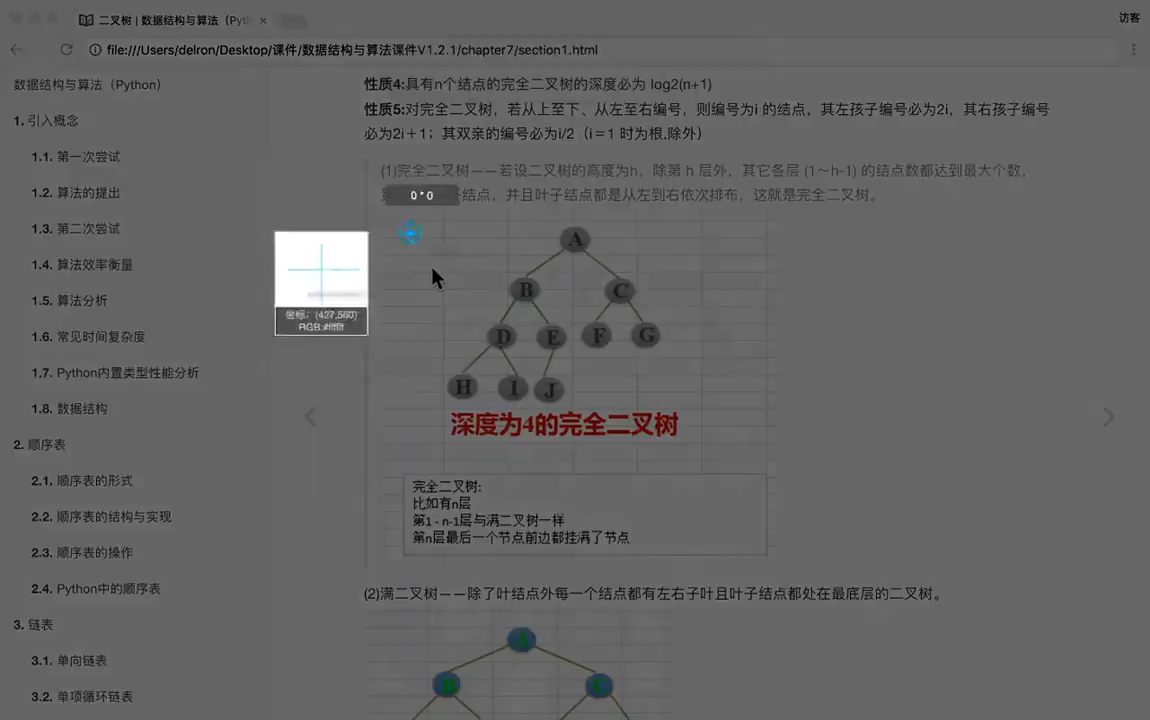 二叉树 | 数据结构与算法（Pyth
访客
file:///Users/delron/Desktop/课件/数据结构与算法课件V1.2.1/chapter7/section1.html
数据结构与算法（Python）
1. 引入概念
1.1. 第一次尝试
1.2. 算法的提出
1.3. 第二次尝试
1.4. 算法效率衡量
1.5. 算法分析
1.6. 常见时间复杂度
1.7. Python内置类型性能分析
1.8. 数据结构
2. 顺序表
2.1. 顺序表的形式
2.2. 顺序表的结构与实现
2.3. 顺序表的操作
2.4. Python中的顺序表
3. 链表
3.1. 单向链表
3.2. 单项循环链表
性质4:具有n个结点的完全二叉树的深度必为 log2(n+1)
性质5:对完全二叉树，若从上至下、从左至右编号，则编号为i 的结点，其左孩子编号必为2i，其右孩子编号
必为2i＋1；其双亲的编号必为i/2（i＝1 时为根,除外）
(1)完全二叉树——若设二叉树的高度为h，除第 h 层外，其它各层 (1～h-1) 的结点数都达到最大个数，
结点，并且叶子结点都是从左到右依次排布，这就是完全二叉树。
0 * 0
坐标: (427,560)
RGB:#ffffff
A
B C
D E F G
H I J
深度为4的完全二叉树
完全二叉树:
比如有n层
第1 - n-1层与满二叉树一样
第n层最后一个节点前边都挂满了节点
(2)满二叉树——除了叶结点外每一个结点都有左右子叶且叶子结点都处在最底层的二叉树。
A
B C